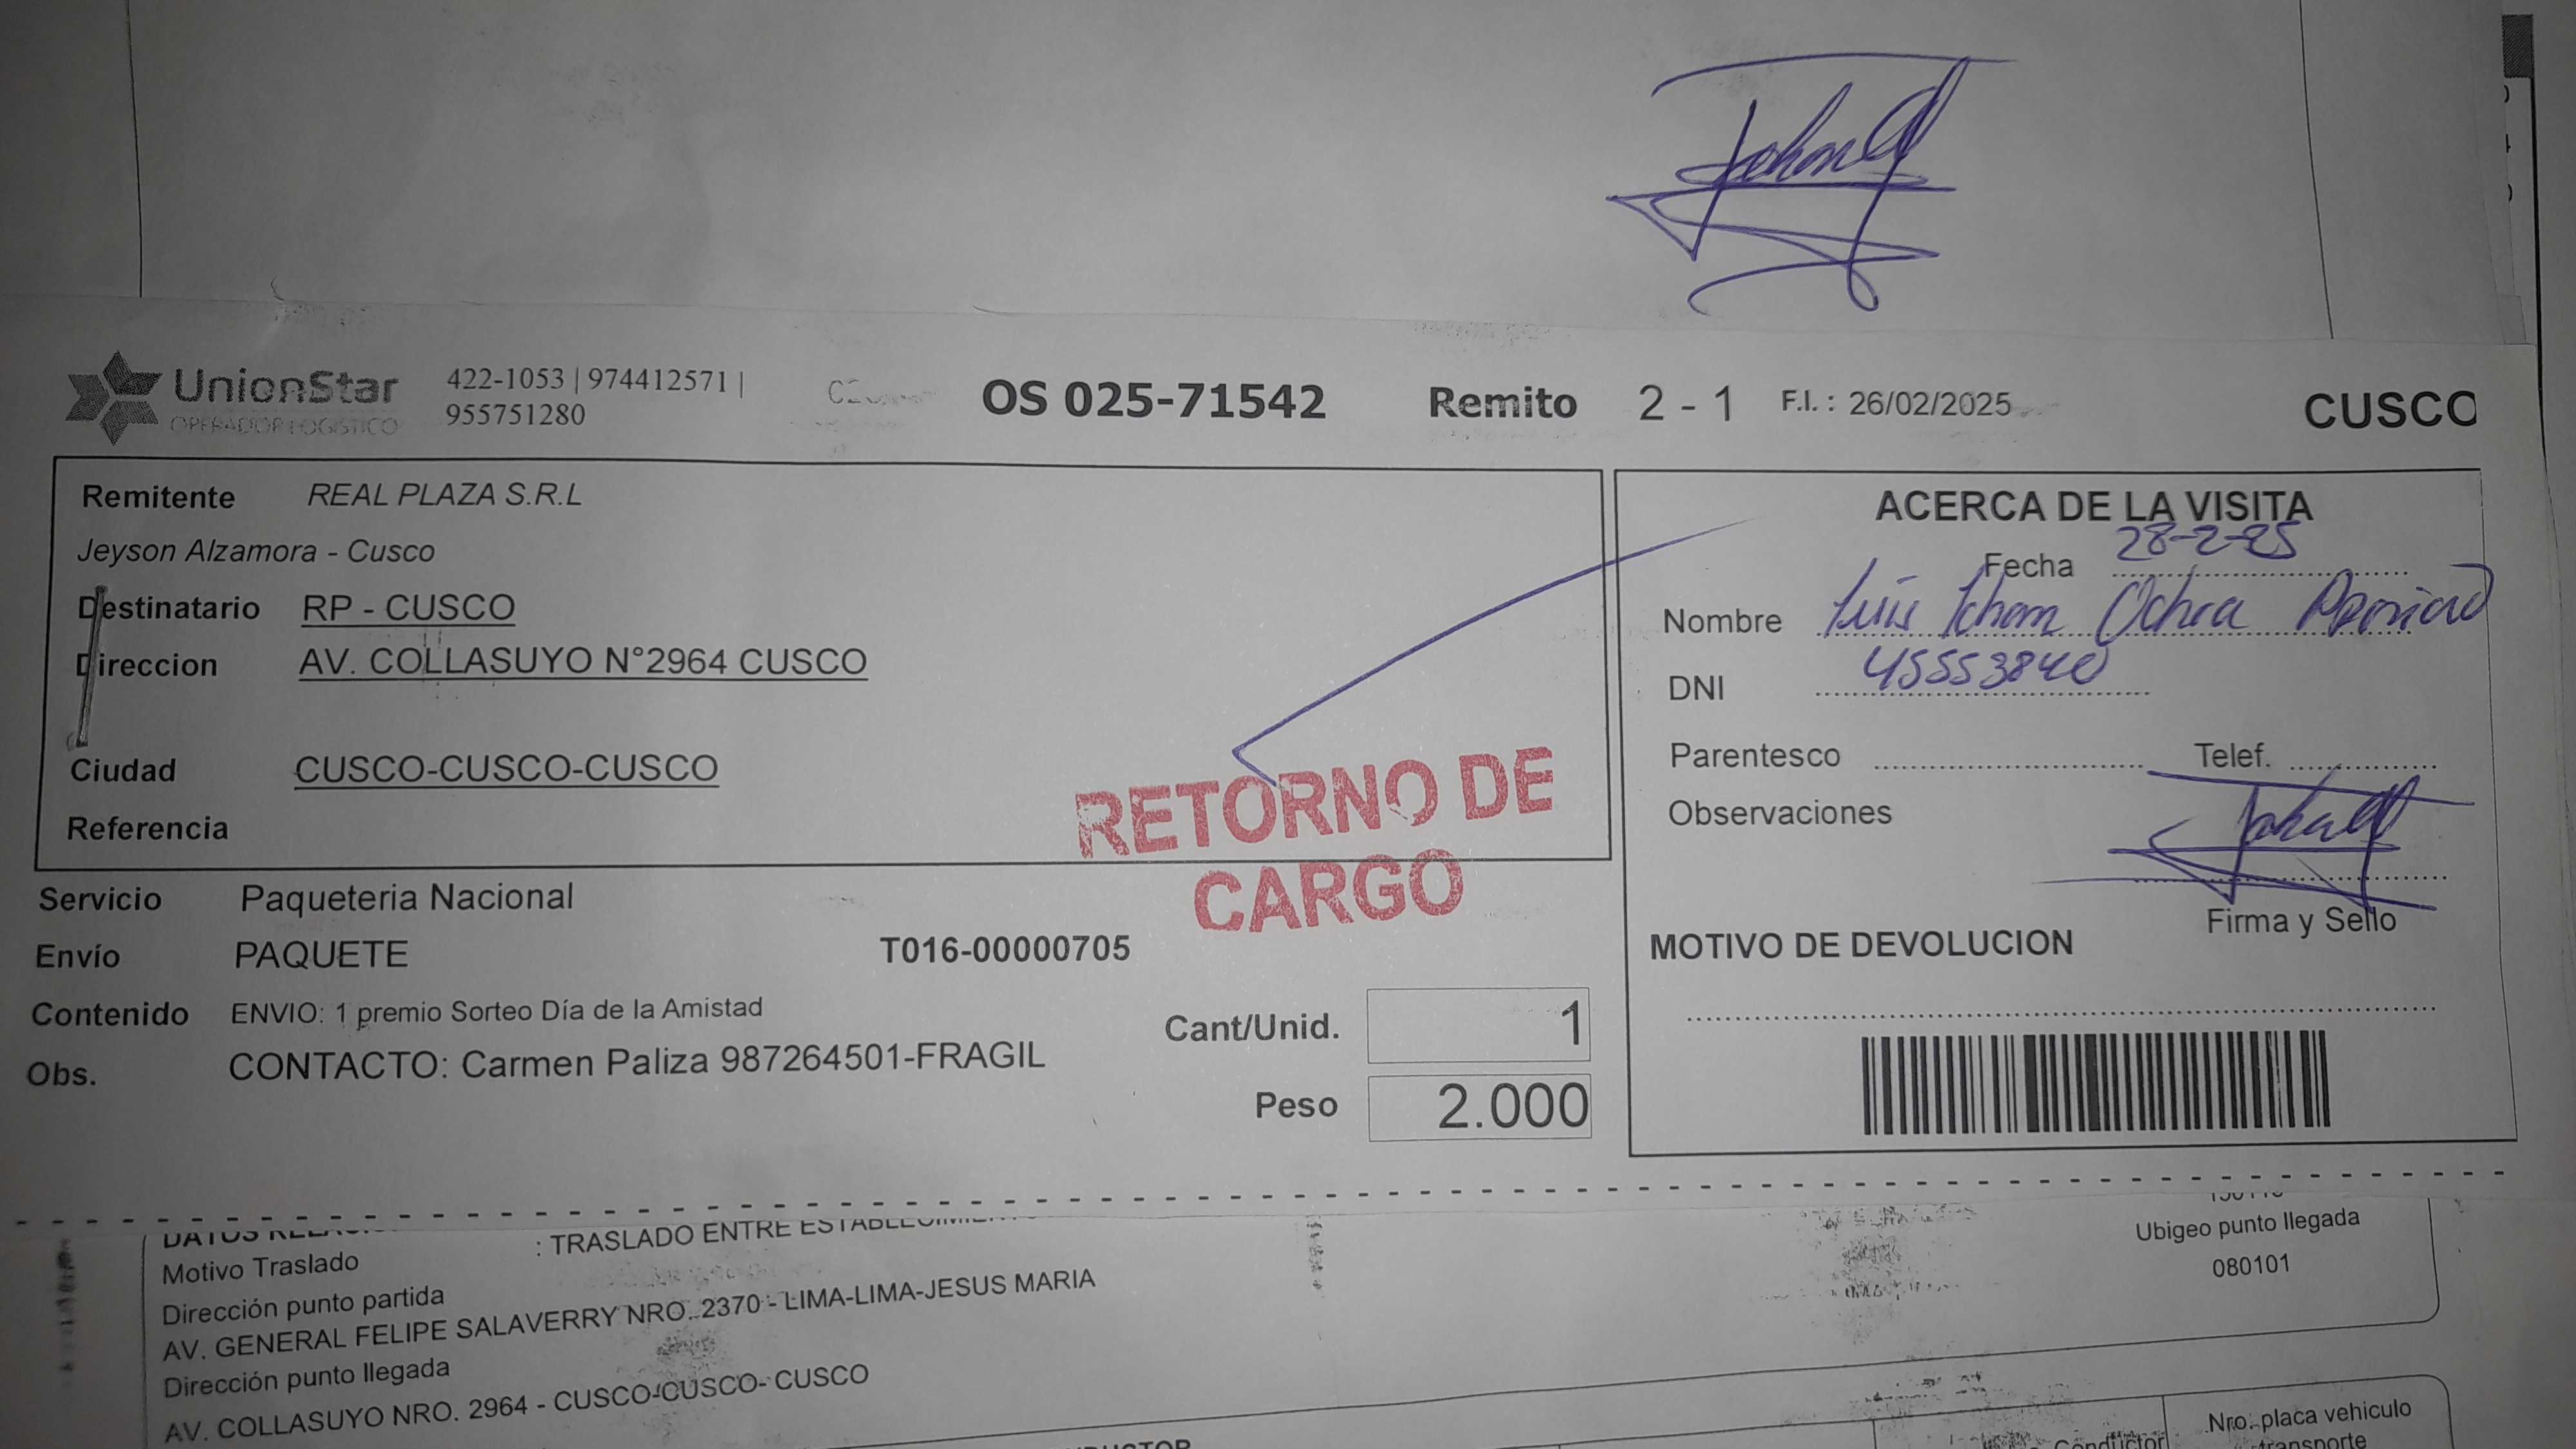 UnionStar
OPERADOR LOGISTICO
422-1053 | 974412571 |
955751280
OS 025-71542
Remito 2 - 1
F.I. : 26/02/2025
CUSCO
Remitente REAL PLAZA S.R.L
Jeyson Alzamora - Cusco
Destinatario RP - CUSCO
Direccion AV. COLLASUYO N°2964 CUSCO
Ciudad CUSCO-CUSCO-CUSCO
Referencia
RETORNO DE
CARGO
Servicio Paqueteria Nacional
Envío PAQUETE T016-00000705
Contenido ENVIO: 1 premio Sorteo Día de la Amistad
Obs. CONTACTO: Carmen Paliza 987264501-FRAGIL
Cant/Unid. 1
Peso 2.000
ACERCA DE LA VISITA
Fecha 28-2-25
Nombre Luis Ochoa
DNI 45553840
Parentesco Telef.
Observaciones
Firma y Sello
MOTIVO DE DEVOLUCION
Motivo Traslado : TRASLADO ENTRE
Dirección punto partida
AV. GENERAL FELIPE SALAVERRY NRO. 2370 - LIMA-LIMA-JESUS MARIA
Dirección punto llegada
AV. COLLASUYO NRO. 2964 - CUSCO-CUSCO- CUSCO
Ubigeo punto llegada
080101
Nro. placa vehiculo
Conductor transporte